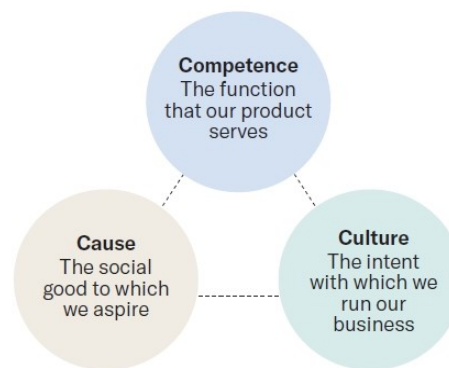 Competence
The function
that our product
serves
Cause
The social
good to which
we aspire
Culture
The intent
with which we
run our
business